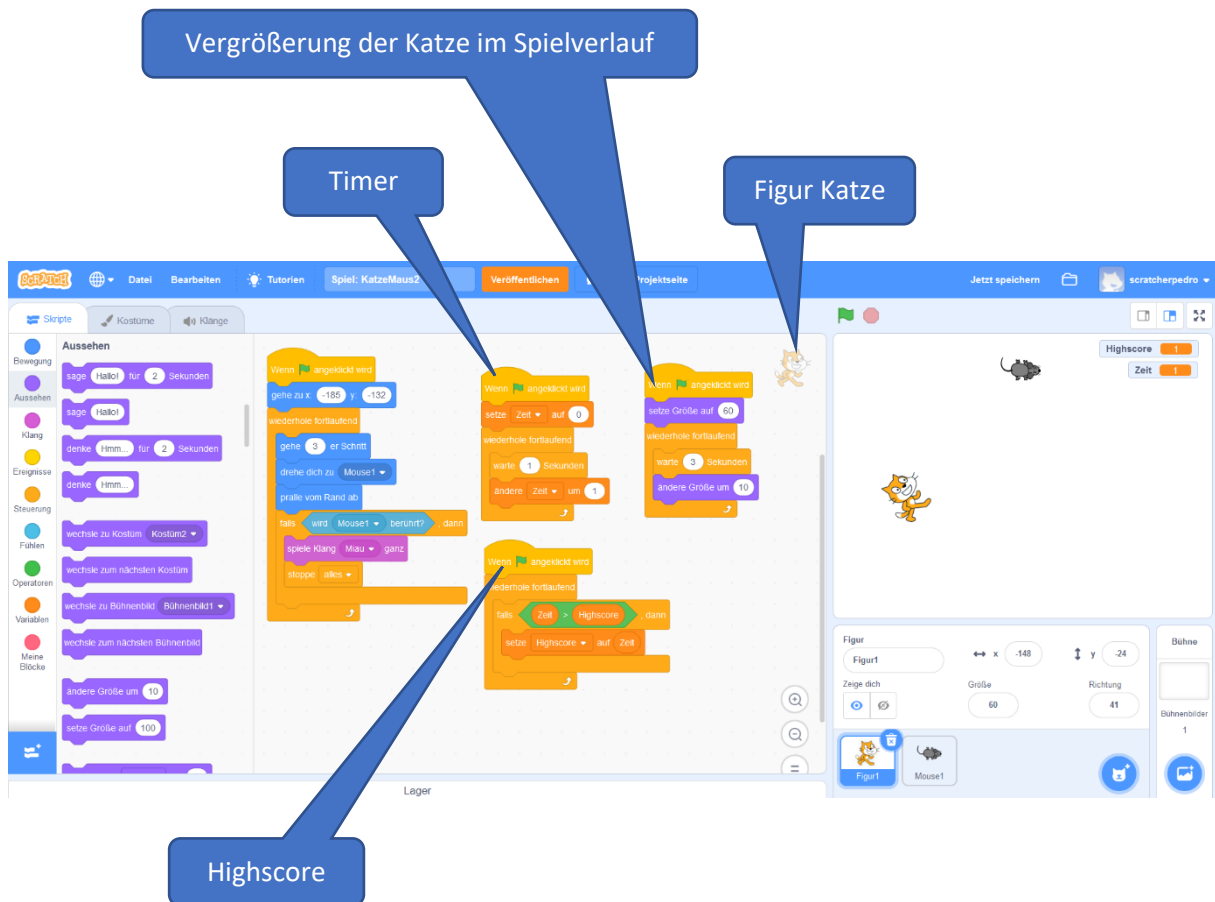 Vergrößerung der Katze im Spielverlauf
Timer
Figur Katze
SCRATCH Datei Bearbeiten Tutorien Spiel: KatzeMaus2 Veröffentlichen Projektseite Jetzt speichern scratcherpedro
Skripte Kostüme Klänge
Bewegung
Aussehen
Klang
Ereignisse
Steuerung
Fühlen
Operatoren
Variablen
Meine
Blöcke
Aussehen
sage Hallo! für 2 Sekunden
sage Hallo!
denke Hmm... für 2 Sekunden
denke Hmm...
wechsle zu Kostüm Kostüm2
wechsle zum nächsten Kostüm
wechsle zu Bühnenbild Bühnenbild1
wechsle zum nächsten Bühnenbild
ändere Größe um 10
setze Größe auf 100
Wenn angeklickt wird
gehe zu x: -185 y: -132
wiederhole fortlaufend
gehe 3 er Schritt
drehe dich zu Mouse1
pralle vom Rand ab
falls wird Mouse1 berührt? , dann
spiele Klang Miau ganz
stoppe alles
Wenn angeklickt wird
setze Zeit auf 0
wiederhole fortlaufend
warte 1 Sekunden
ändere Zeit um 1
Wenn angeklickt wird
setze Größe auf 60
wiederhole fortlaufend
warte 3 Sekunden
ändere Größe um 10
Wenn angeklickt wird
wiederhole fortlaufend
falls Zeit > Highscore , dann
setze Highscore auf Zeit
Lager
Highscore 1
Zeit 1
Figur
Figur1
x -148 y -24
Zeige dich Größe Richtung
60 41
Figur1 Mouse1
Bühne
Bühnenbilder
1
Highscore